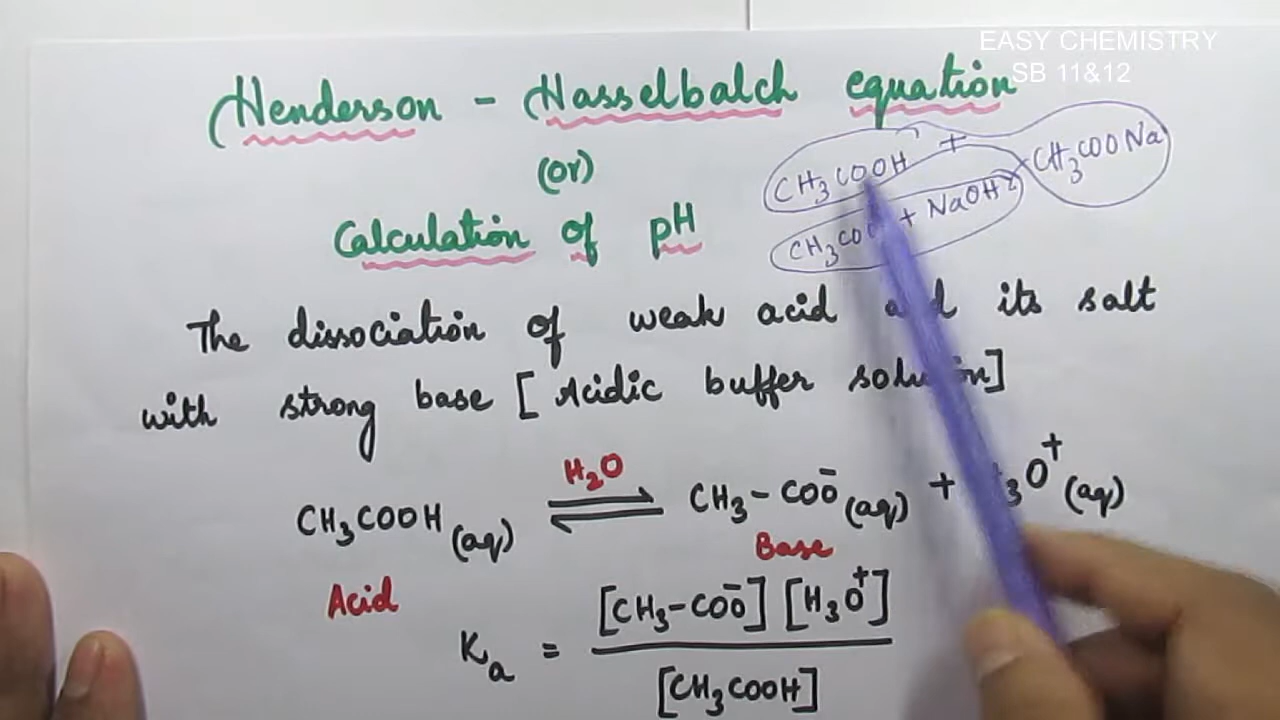 EASY CHEMISTRY
SB 11&12
Henderson - Hasselbalch equation
(or)
CH₃COOH + CH₃COONa
+ NaOH
Calculation of pH
The dissociation of weak acid its salt
with strong base [Acidic buffer solution]
H₂O
CH₃COOH(aq) ⇌ CH₃-COO⁻(aq) + ₃O⁺(aq)
Acid Base
Kₐ = [CH₃-COO⁻] [H₃O⁺]
[CH₃COOH]